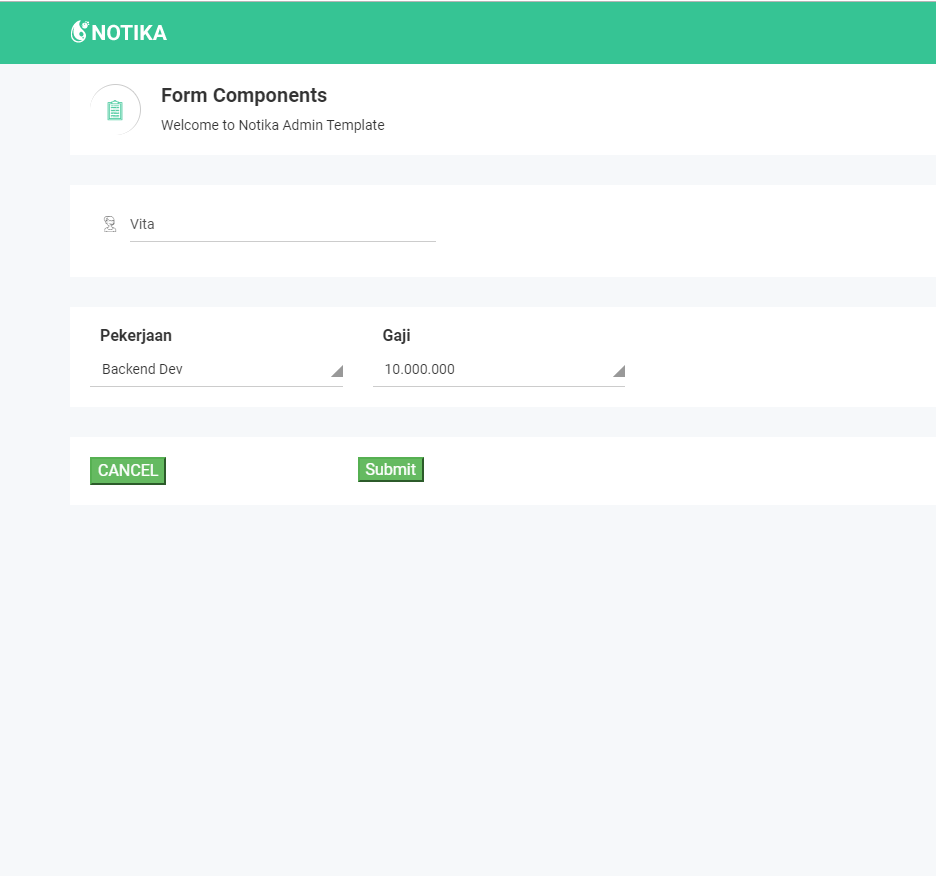 NOTIKA
Form Components
Welcome to Notika Admin Template
Vita
Pekerjaan Gaji
Backend Dev 10.000.000
CANCEL Submit